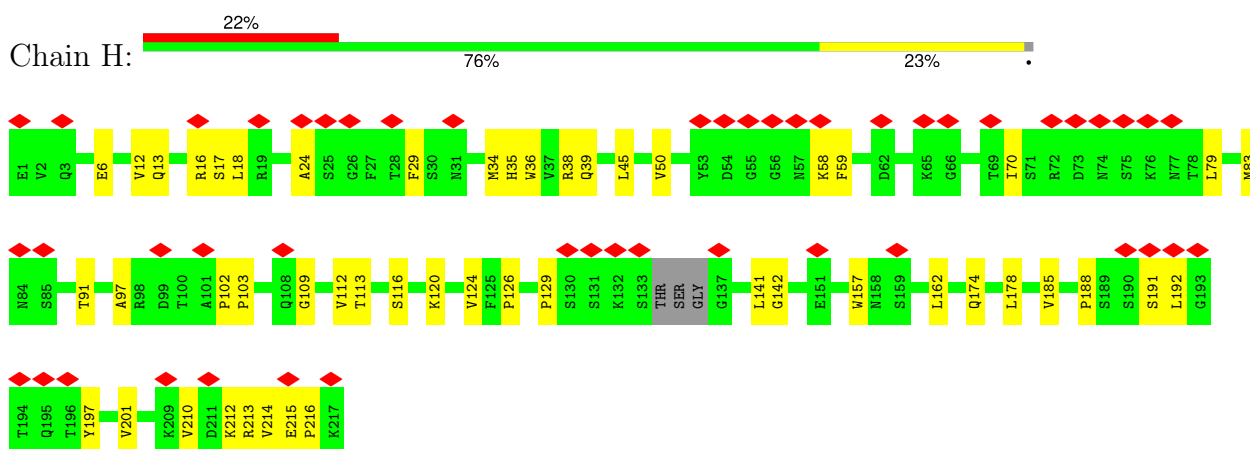 22%
Chain H:
76% 23% •
E1 V2 Q3 E6 V12 Q13 R16 S17 L18 R19 A24 S25 G26 F27 T28 F29 S30 N31 M34 H35 W36 V37 R38 Q39 L45 V50 Y53 D54 G55 G56 N57 K58 F59 D62 K65 G66 T69 I70 S71 R72 D73 N74 S75 K76 N77 T78 L79 M83
N84 S85 T91 A97 R98 D99 T100 A101 P102 P103 Q108 G109 V112 T113 S116 K120 V124 F125 P126 P129 S130 S131 K132 S133 THR SER GLY G137 L141 G142 E151 W157 N158 S159 L162 Q174 L178 V185 P188 S189 S190 S191 L192 G193
T194 Q195 T196 Y197 V201 K209 V210 D211 K212 R213 V214 E215 P216 K217